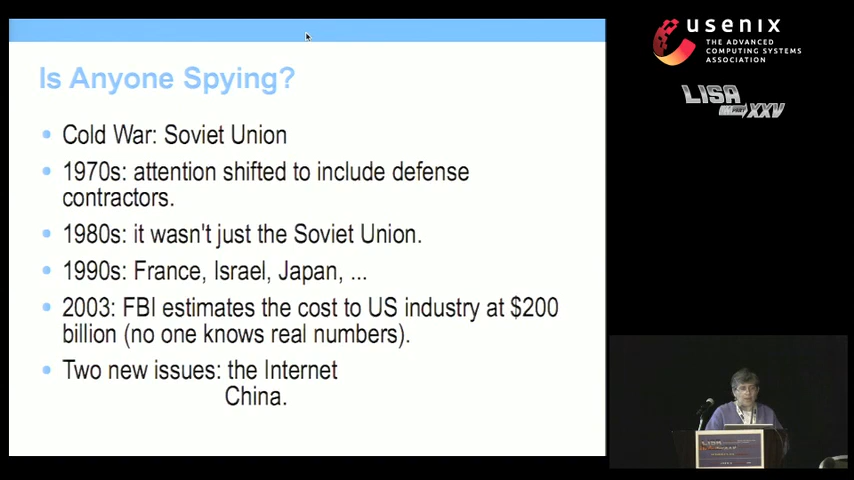 Is Anyone Spying?
• Cold War: Soviet Union
• 1970s: attention shifted to include defense
contractors.
• 1980s: it wasn't just the Soviet Union.
• 1990s: France, Israel, Japan, ...
• 2003: FBI estimates the cost to US industry at $200
billion (no one knows real numbers).
• Two new issues: the Internet
China.
usenix
THE ADVANCED
COMPUTING SYSTEMS
ASSOCIATION
LISA
XXV